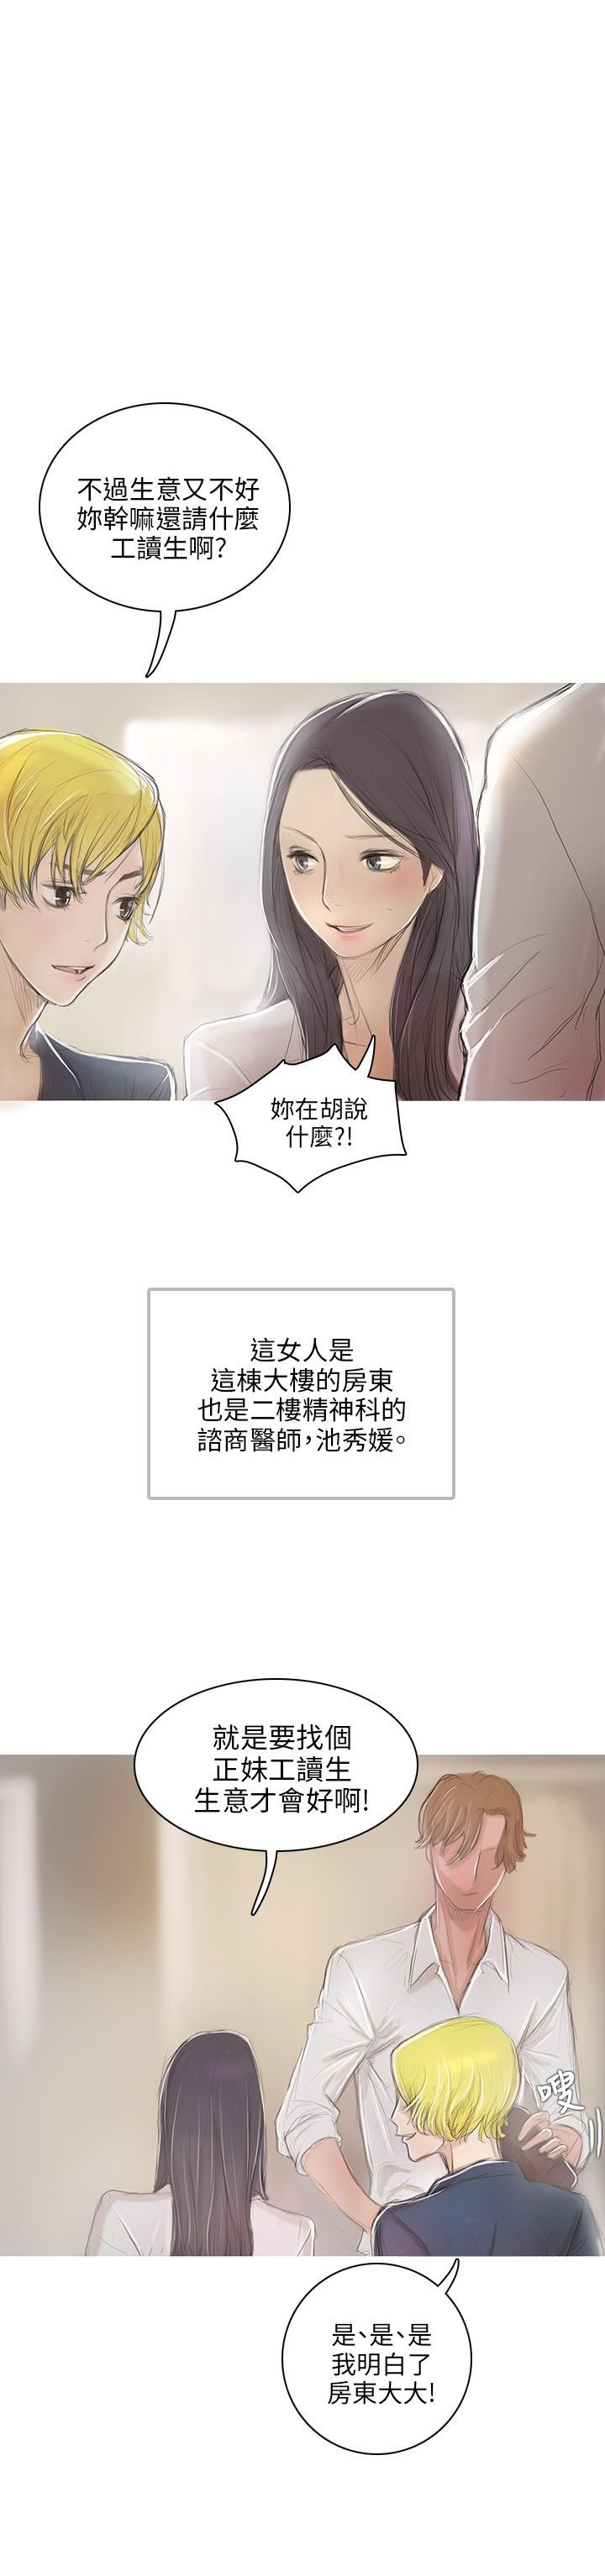 不過生意又不好
妳幹嘛還請什麼
工讀生啊?
妳在胡說
什麼?!
這女人是
這棟大樓的房東
也是二樓精神科的
諮商醫師，池秀媛。
就是要找個
正妹工讀生
生意才會好啊!
嗖
是、是、是
我明白了
房東大大!